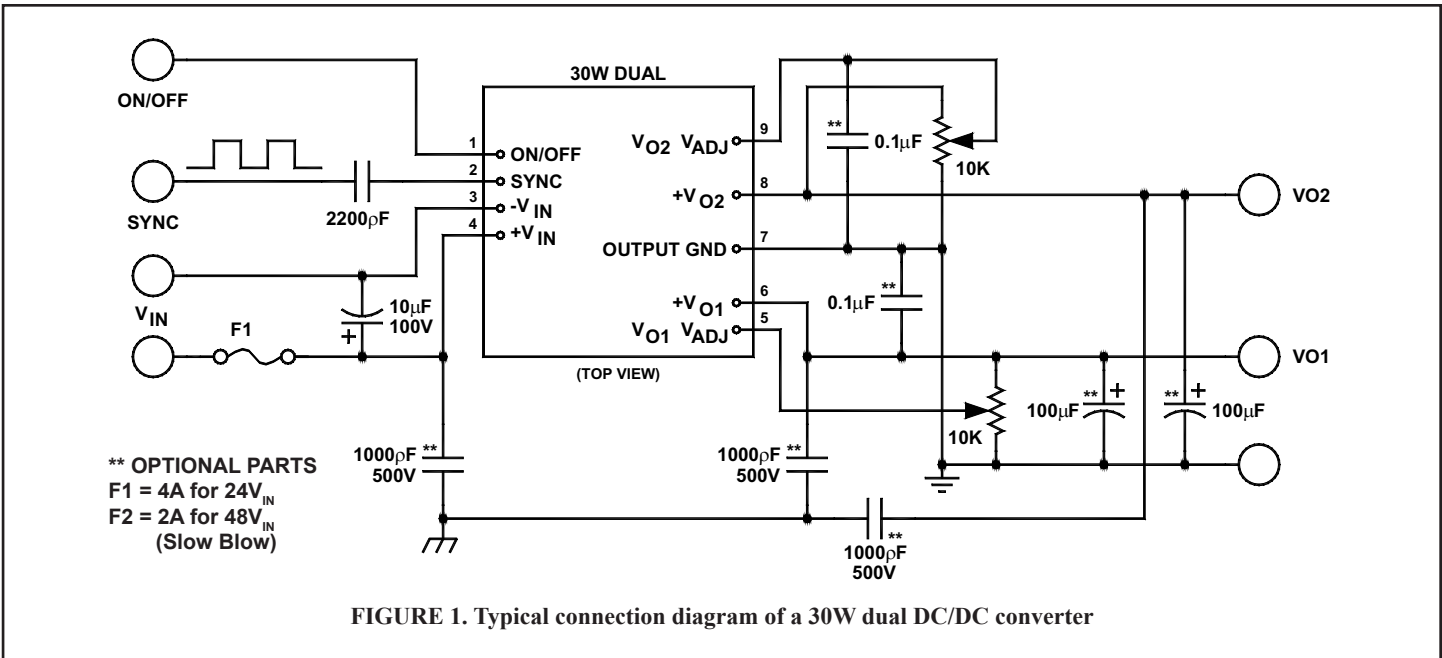 ON/OFF
30W DUAL
1
ON/OFF
2
SYNC
3
-V IN
4
+V IN
SYNC
2200ρF
V IN
F1
10μF
100V
+
V O2 V ADJ
9
+V O2
8
OUTPUT GND
7
+V O1
6
V O1 V ADJ
5
(TOP VIEW)
**
0.1μF
10K
VO2
**
0.1μF
VO1
10K
100μF
**
+
**
+
100μF
1000ρF
500V
**
1000ρF
500V
**
1000ρF
500V
**
** OPTIONAL PARTS
F1 = 4A for 24V IN
F2 = 2A for 48V IN
(Slow Blow)
FIGURE 1. Typical connection diagram of a 30W dual DC/DC converter